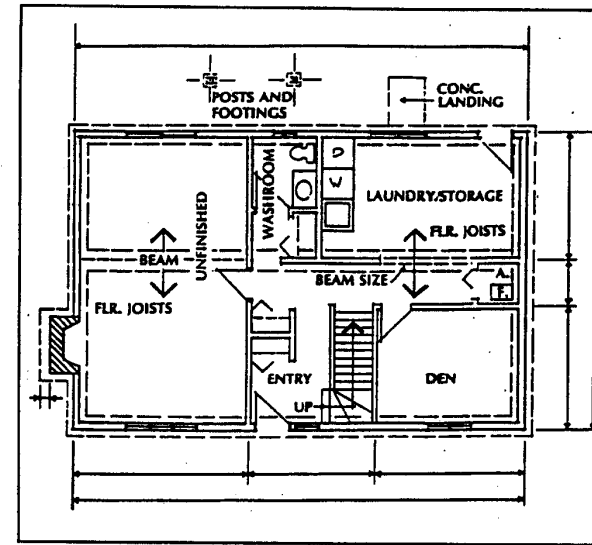 POSTS AND
FOOTINGS
CONC.
LANDING
D
W
WASHROOM
LAUNDRY/STORAGE
FLR. JOISTS
UNFINISHED
BEAM
BEAM SIZE
A.
F.
FLR. JOISTS
ENTRY
DEN
UP